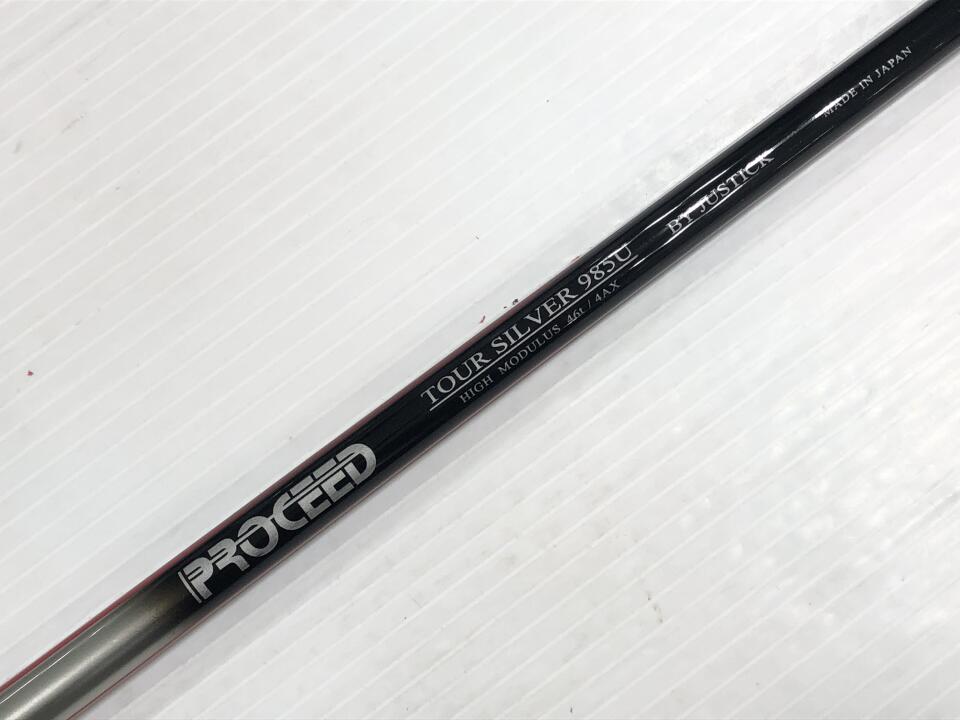 PROCEED
TOUR SILVER 985U
HIGH MODULUS 46t / 4AX
BY JUSTICK
MADE IN JAPAN